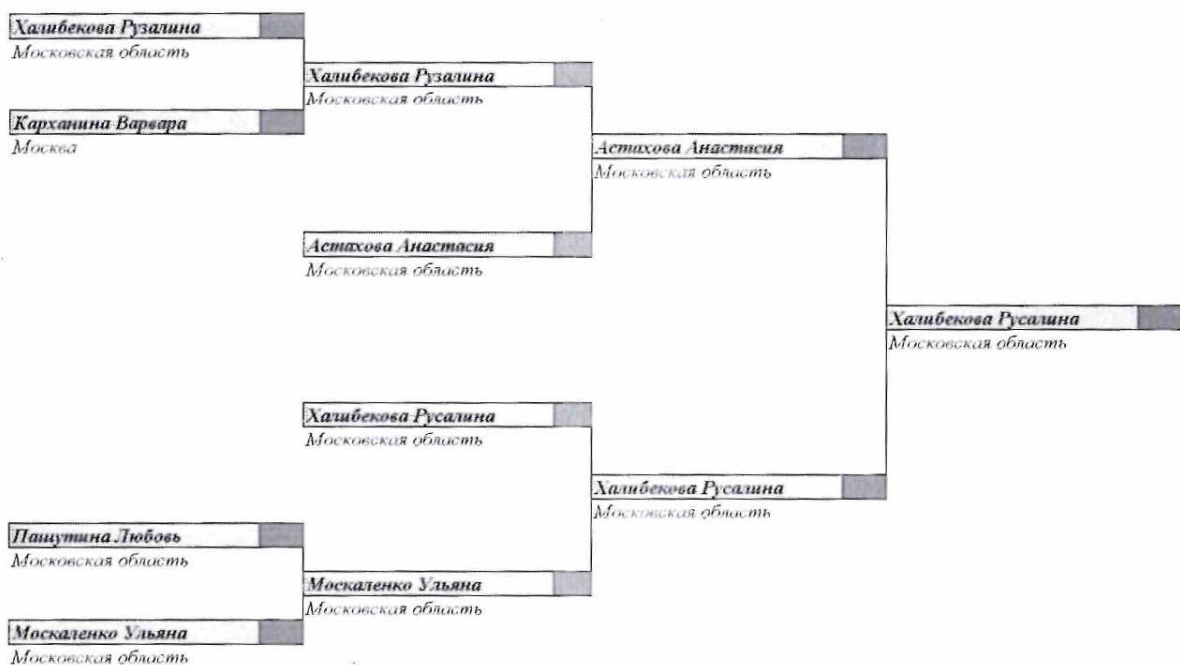 Халибекова Рузалина
Московская область
Карханина Варвара
Москва
Халибекова Рузалина
Московская область
Астахова Анастасия
Московская область
Астахова Анастасия
Московская область
Халибекова Русалина
Московская область
Халибекова Русалина
Московская область
Халибекова Русалина
Московская область
Пашутина Любовь
Московская область
Москаленко Ульяна
Московская область
Москаленко Ульяна
Московская область